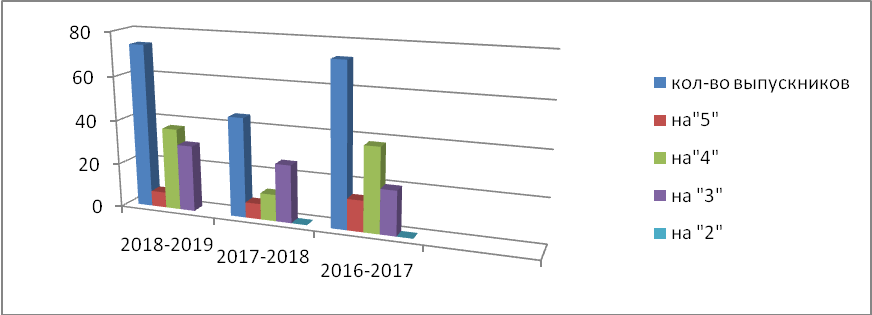 80
60
40
20
0
2018-2019
2017-2018
2016-2017
кол-во выпускников
на"5"
на"4"
на "3"
на "2"